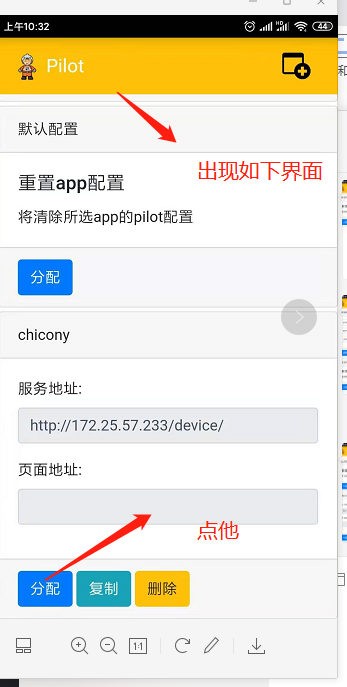 上午10:32
44
Pilot
默认配置
出现如下界面
重置app配置
将清除所选app的pilot配置
分配
chicony
服务地址:
http://172.25.57.233/device/
页面地址:
点他
分配 复制 删除
1:1